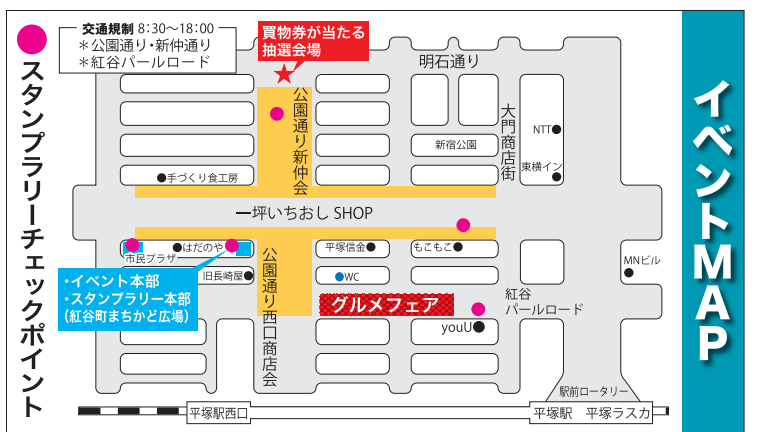 交通規制 8:30〜18:00
＊公園通り・新仲通り
＊紅谷パールロード
買物券が当たる
抽選会場
明石通り
イベントMAP
スタンプラリーチェックポイント
公園通り新仲会
大門商店街
NTT
新宿公園
東横イン
手づくり食工房
一坪いちおし SHOP
はだのや
市民プラザ
平塚信金
もこもこ
MNビル
・イベント本部
・スタンプラリー本部
（紅谷町まちかど広場）
旧長崎屋
公園通り西口商店会
WC
グルメフェア
紅谷
パールロード
youU
駅前ロータリー
平塚駅西口
平塚駅 平塚ラスカ